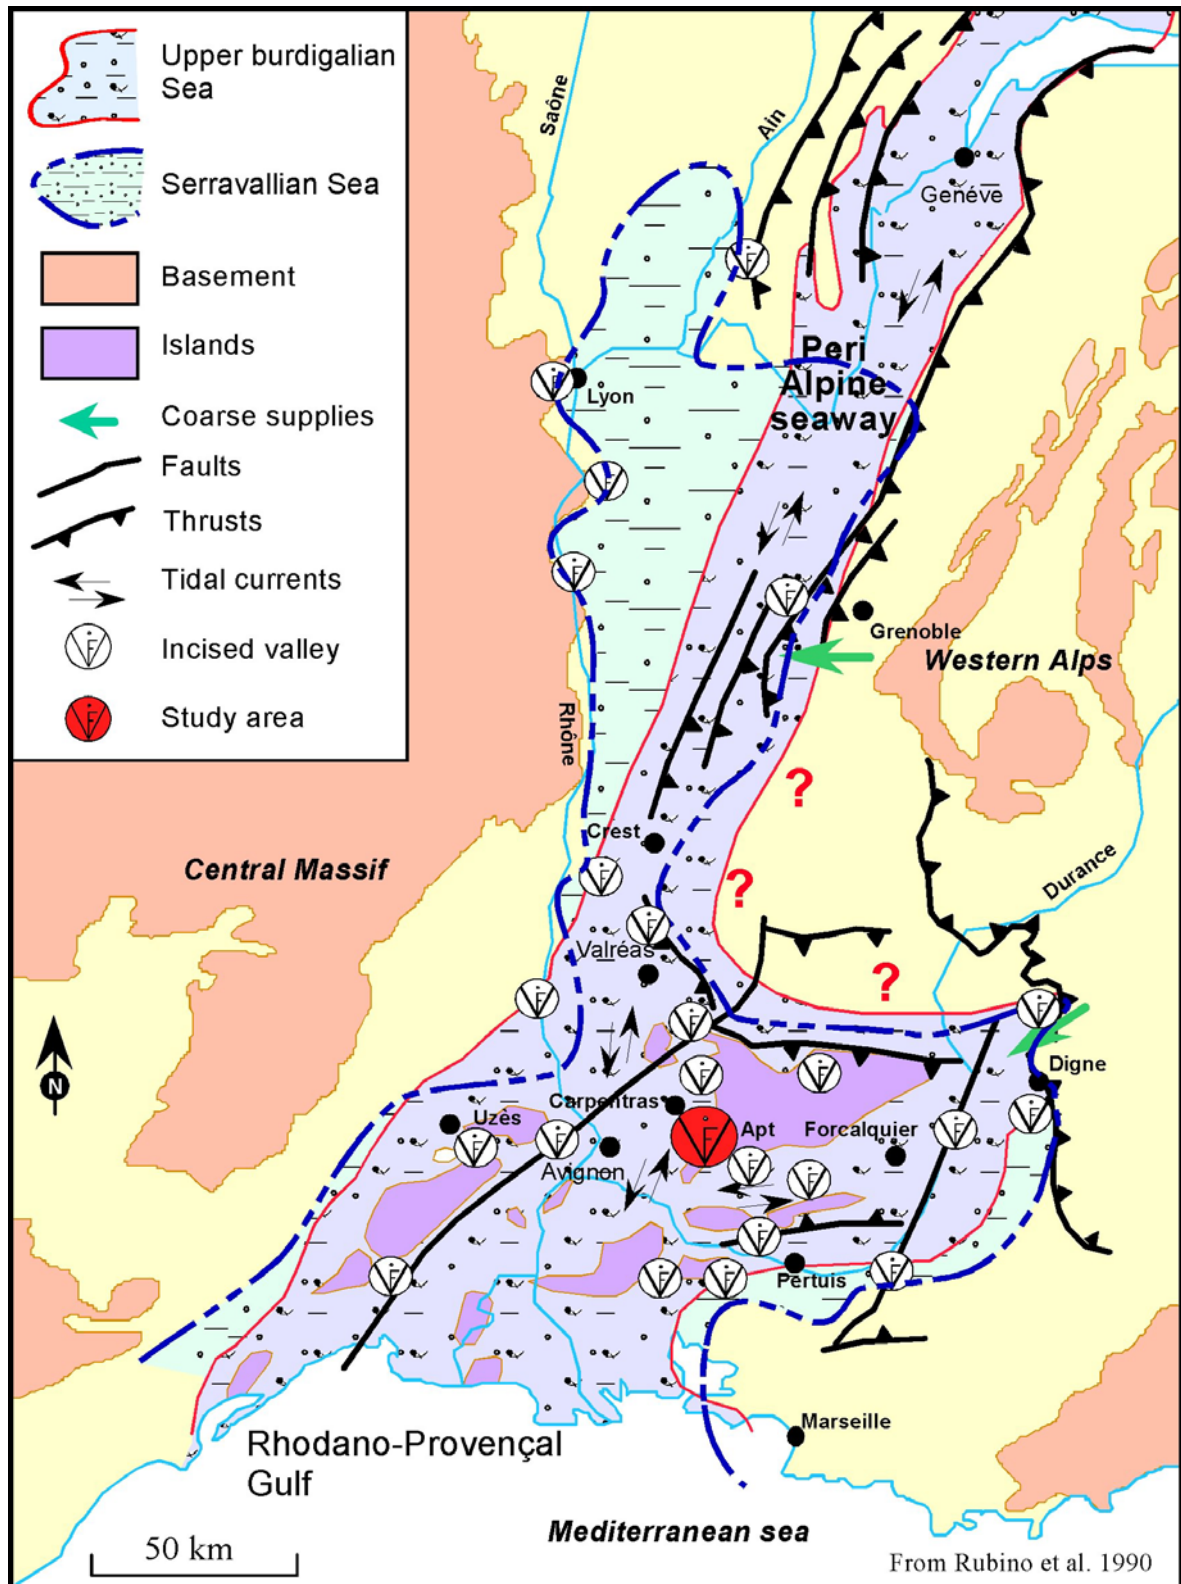 Upper burdigalian
Sea
Serravallian Sea
Basement
Islands
Coarse supplies
Faults
Thrusts
Tidal currents
Incised valley
Study area
Saône
Ain
Genéve
Peri
Alpine
seaway
Lyon
Grenoble
Western Alps
Rhône
?
Crest
Central Massif
?
Durance
Valréas
?
N
Digne
Carpentras
Uzès
Apt
Forcalquier
Avignon
Pertuis
Marseille
Rhodano-Provençal
Gulf
Mediterranean sea
50 km
From Rubino et al. 1990